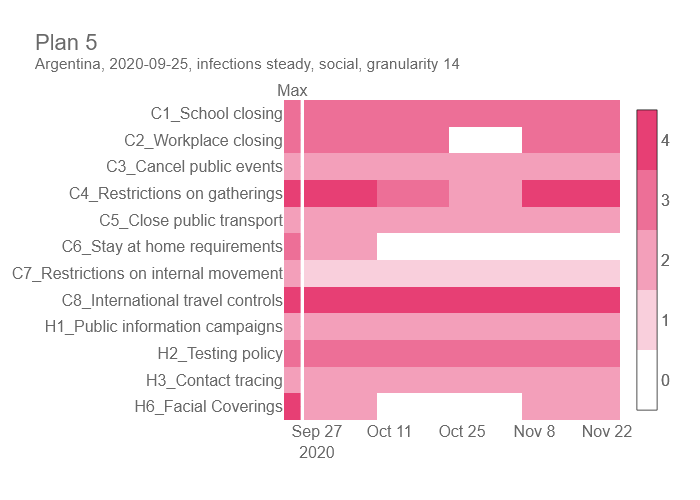 Plan 5
Argentina, 2020-09-25, infections steady, social, granularity 14
Max
C1_School closing
C2_Workplace closing
C3_Cancel public events
C4_Restrictions on gatherings
C5_Close public transport
C6_Stay at home requirements
C7_Restrictions on internal movement
C8_International travel controls
H1_Public information campaigns
H2_Testing policy
H3_Contact tracing
H6_Facial Coverings
4
3
2
1
0
Sep 27 Oct 11 Oct 25 Nov 8 Nov 22
2020